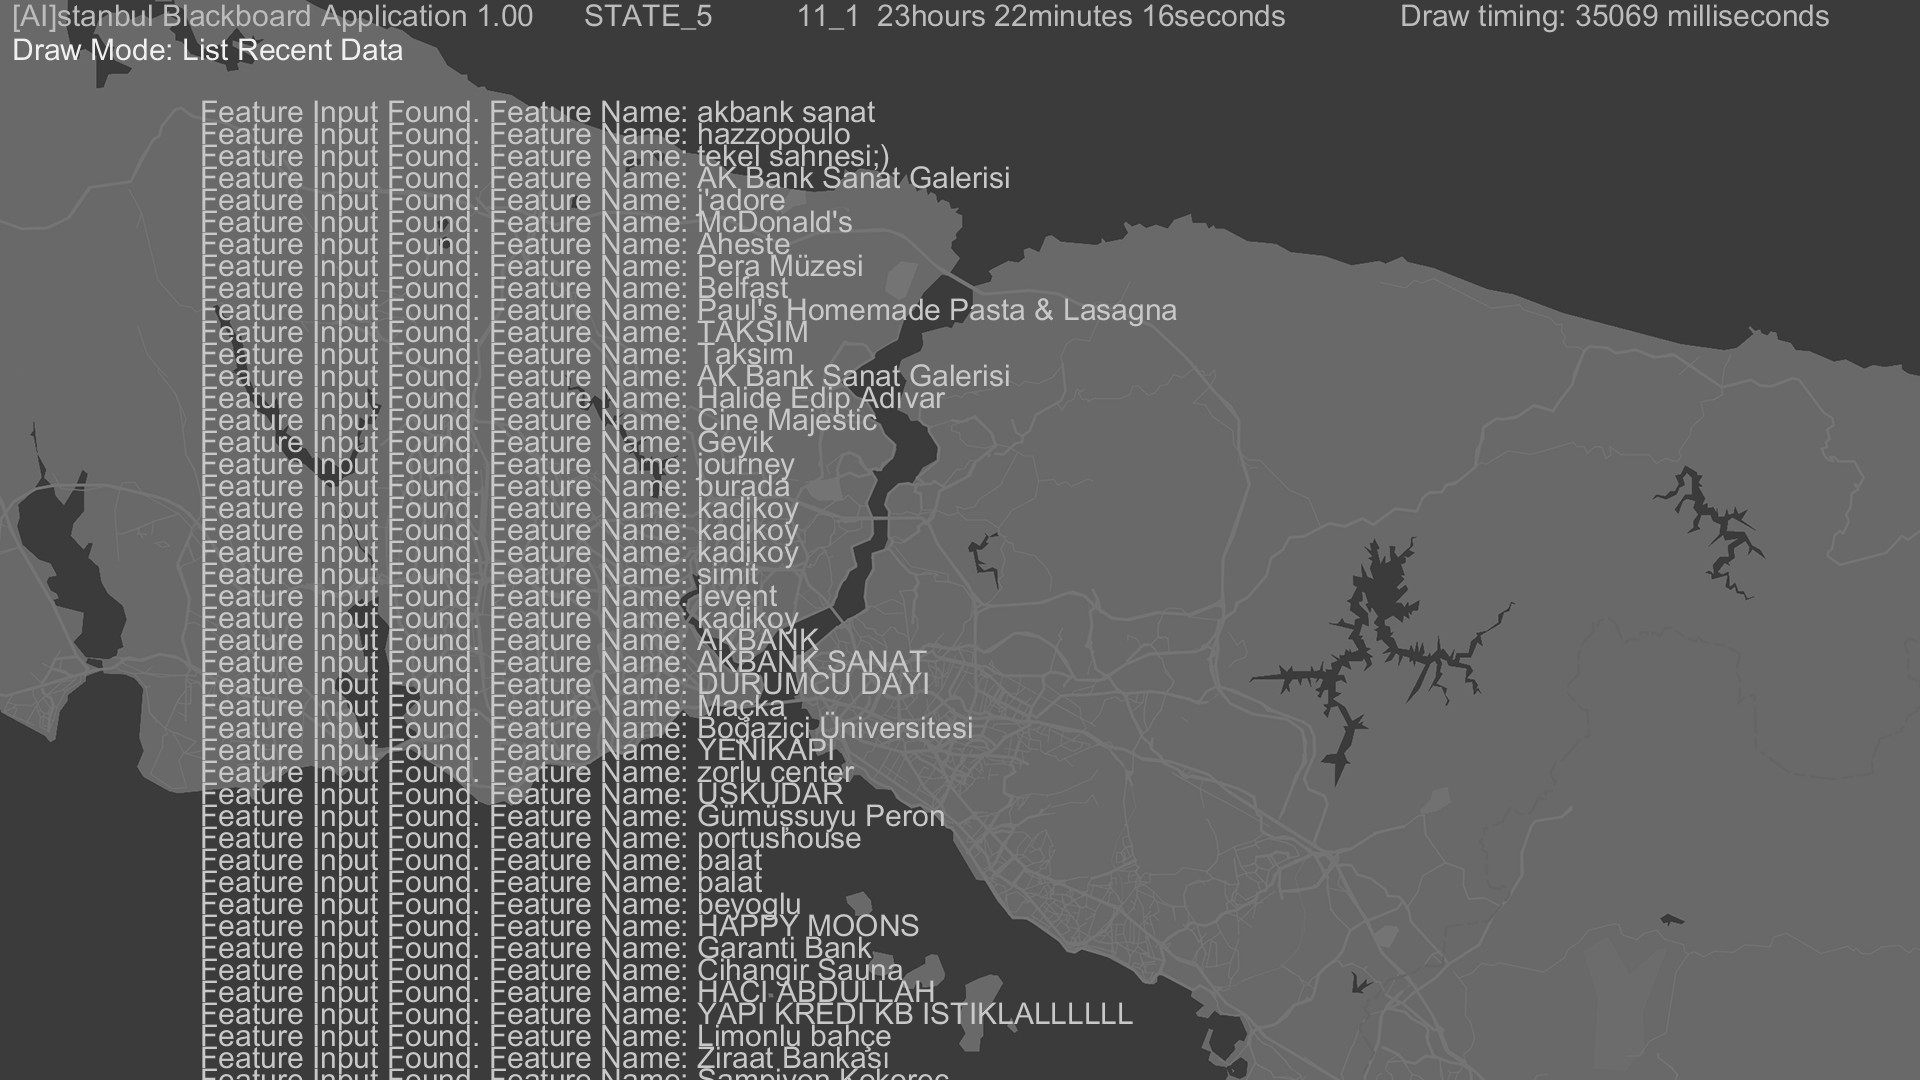 [AI]stanbul Blackboard Application 1.00 STATE_5 11_1 23hours 22minutes 16seconds Draw timing: 35069 milliseconds
Draw Mode: List Recent Data
Feature Input Found. Feature Name: akbank sanat
Feature Input Found. Feature Name: hazzopoulo
Feature Input Found. Feature Name: tekel sahnesi;)
Feature Input Found. Feature Name: AK Bank Sanat Galerisi
Feature Input Found. Feature Name: j'adore
Feature Input Found. Feature Name: McDonald's
Feature Input Found. Feature Name: Aheste
Feature Input Found. Feature Name: Pera Müzesi
Feature Input Found. Feature Name: Belfast
Feature Input Found. Feature Name: Paul's Homemade Pasta & Lasagna
Feature Input Found. Feature Name: TAKSIM
Feature Input Found. Feature Name: Taksim
Feature Input Found. Feature Name: AK Bank Sanat Galerisi
Feature Input Found. Feature Name: Halide Edip Adıvar
Feature Input Found. Feature Name: Cine Majestic
Feature Input Found. Feature Name: Geyik
Feature Input Found. Feature Name: journey
Feature Input Found. Feature Name: burada
Feature Input Found. Feature Name: kadikoy
Feature Input Found. Feature Name: kadikoy
Feature Input Found. Feature Name: kadikoy
Feature Input Found. Feature Name: simit
Feature Input Found. Feature Name: levent
Feature Input Found. Feature Name: kadikoy
Feature Input Found. Feature Name: AKBANK
Feature Input Found. Feature Name: AKBANK SANAT
Feature Input Found. Feature Name: DURUMCU DAYI
Feature Input Found. Feature Name: Maçka
Feature Input Found. Feature Name: Boğaziçi Üniversitesi
Feature Input Found. Feature Name: YENIKAPI
Feature Input Found. Feature Name: zorlu center
Feature Input Found. Feature Name: USKUDAR
Feature Input Found. Feature Name: Gümüşsuyu Peron
Feature Input Found. Feature Name: portushouse
Feature Input Found. Feature Name: balat
Feature Input Found. Feature Name: balat
Feature Input Found. Feature Name: beyoglu
Feature Input Found. Feature Name: HAPPY MOONS
Feature Input Found. Feature Name: Garanti Bank
Feature Input Found. Feature Name: Cihangir Sauna
Feature Input Found. Feature Name: HACI ABDULLAH
Feature Input Found. Feature Name: YAPI KREDI KB ISTIKLALLLLLL
Feature Input Found. Feature Name: Limonlu bahçe
Feature Input Found. Feature Name: Ziraat Bankası
Feature Input Found. Feature Name: